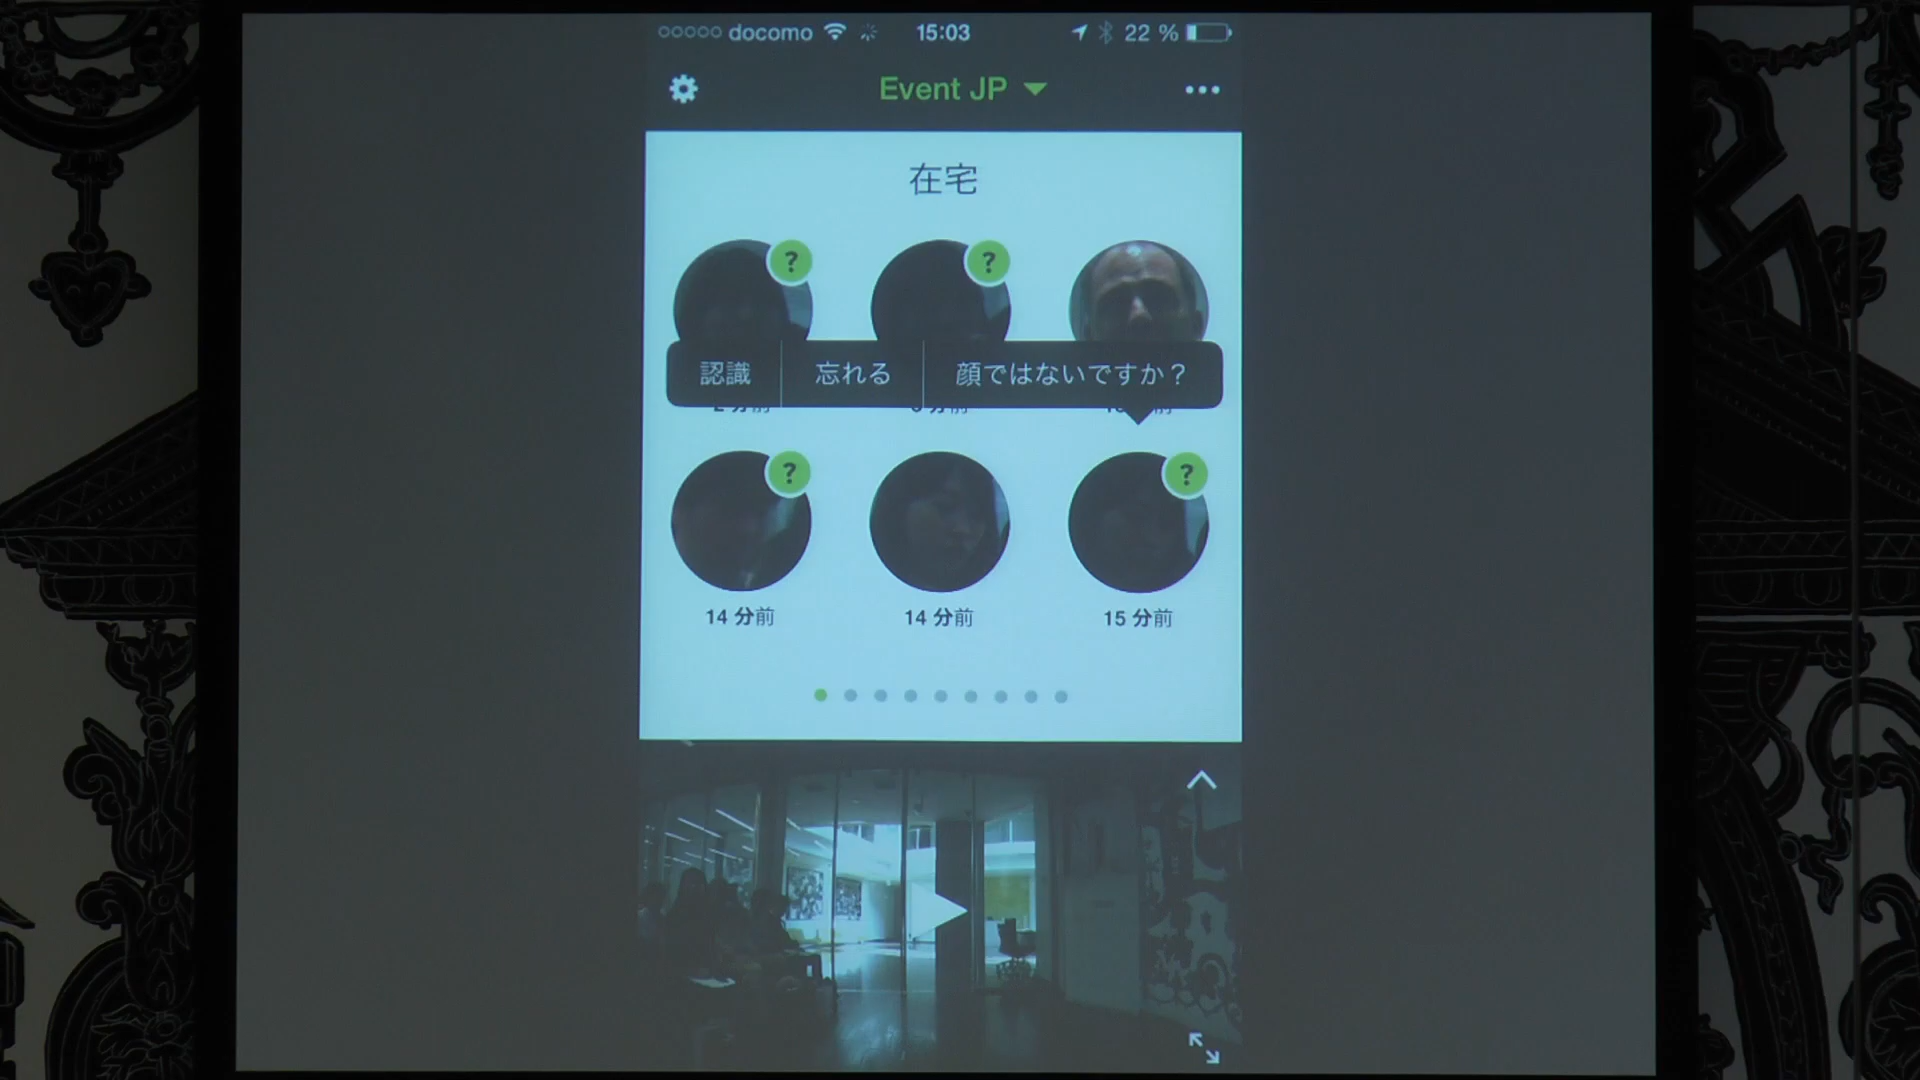 docomo 15:03 22 %
Event JP
在宅
? ?
認識 忘れる 顔ではないですか？
? ?
14 分前 14 分前 15 分前